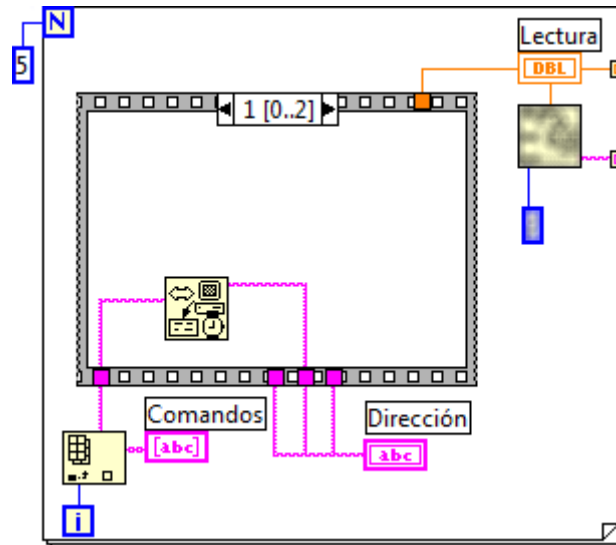 N
5
Lectura
DBL
1 [0..2]
Comandos
[abc]
Dirección
abc
i